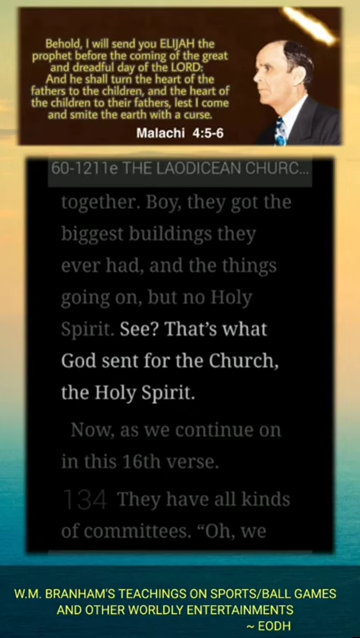 Behold, I will send you ELIJAH the
prophet before the coming of the great
and dreadful day of the LORD:
And he shall turn the heart of the
fathers to the children, and the heart of
the children to their fathers, lest I come
and smite the earth with a curse.
Malachi 4:5-6
60-1211e THE LAODICEAN CHURC...
together. Boy, they got the
biggest buildings they
ever had, and the things
going on, but no Holy
Spirit. See? That's what
God sent for the Church,
the Holy Spirit.
Now, as we continue on
in this 16th verse.
134 They have all kinds
of committees. “Oh, we
W.M. BRANHAM'S TEACHINGS ON SPORTS/BALL GAMES
AND OTHER WORLDLY ENTERTAINMENTS
~ EODH